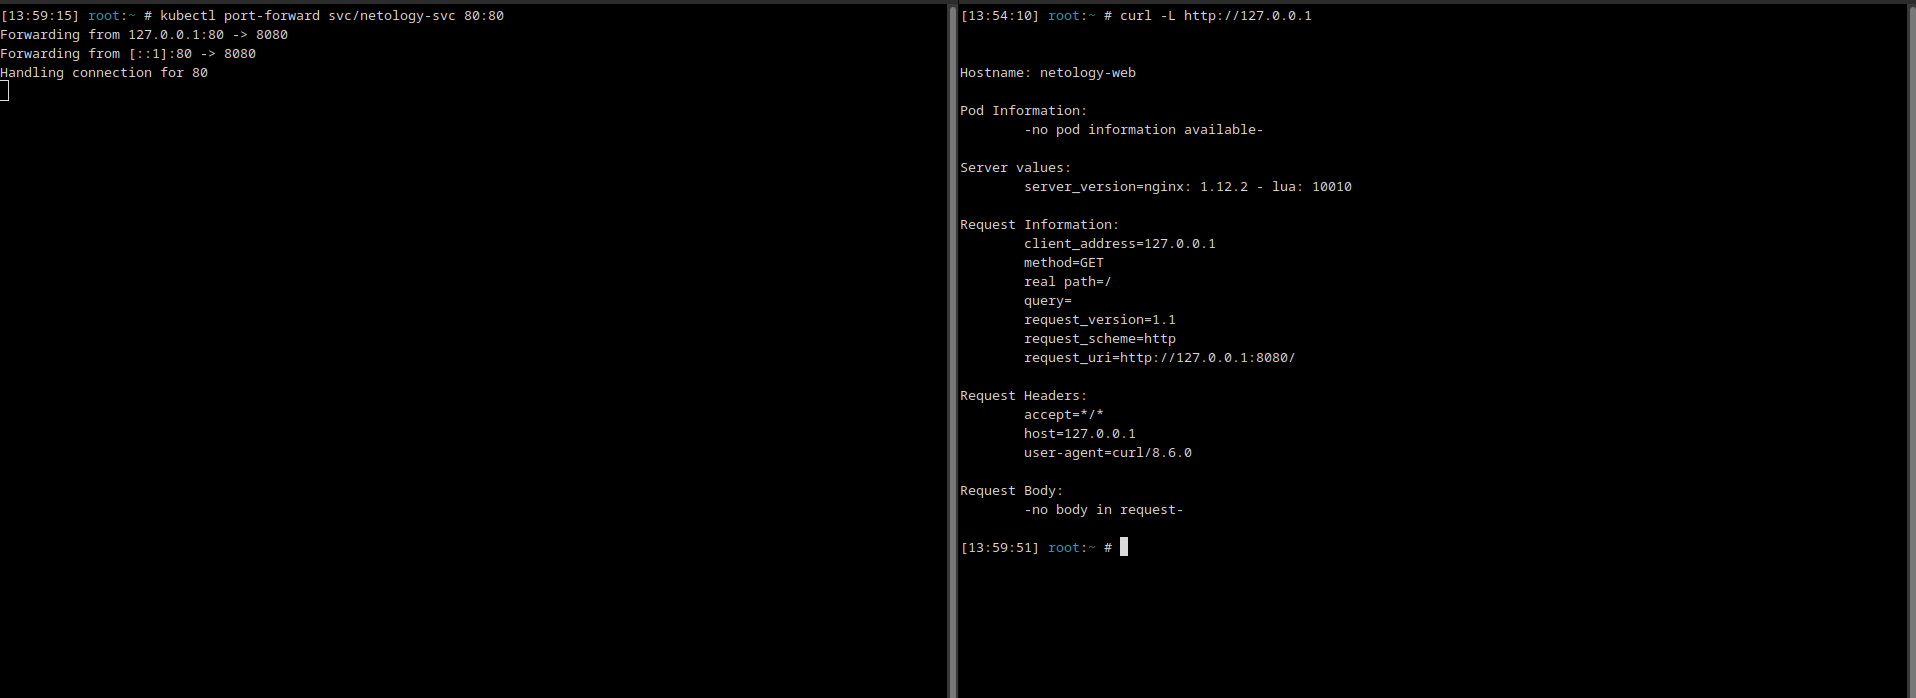 [13:59:15] root:~ # kubectl port-forward svc/netology-svc 80:80
Forwarding from 127.0.0.1:80 -> 8080
Forwarding from [::1]:80 -> 8080
Handling connection for 80
[13:54:10] root:~ # curl -L http://127.0.0.1
Hostname: netology-web
Pod Information:
-no pod information available-
Server values:
server_version=nginx: 1.12.2 - lua: 10010
Request Information:
client_address=127.0.0.1
method=GET
real path=/
query=
request_version=1.1
request_scheme=http
request_uri=http://127.0.0.1:8080/
Request Headers:
accept=*/*
host=127.0.0.1
user-agent=curl/8.6.0
Request Body:
-no body in request-
[13:59:51] root:~ #